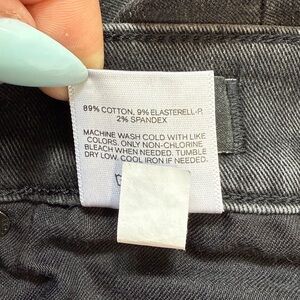 89% COTTON, 9% ELASTERELL-P,
2% SPANDEX
MACHINE WASH COLD WITH LIKE
COLORS. ONLY NON-CHLORINE
BLEACH WHEN NEEDED. TUMBLE
DRY LOW. COOL IRON IF NEEDED.